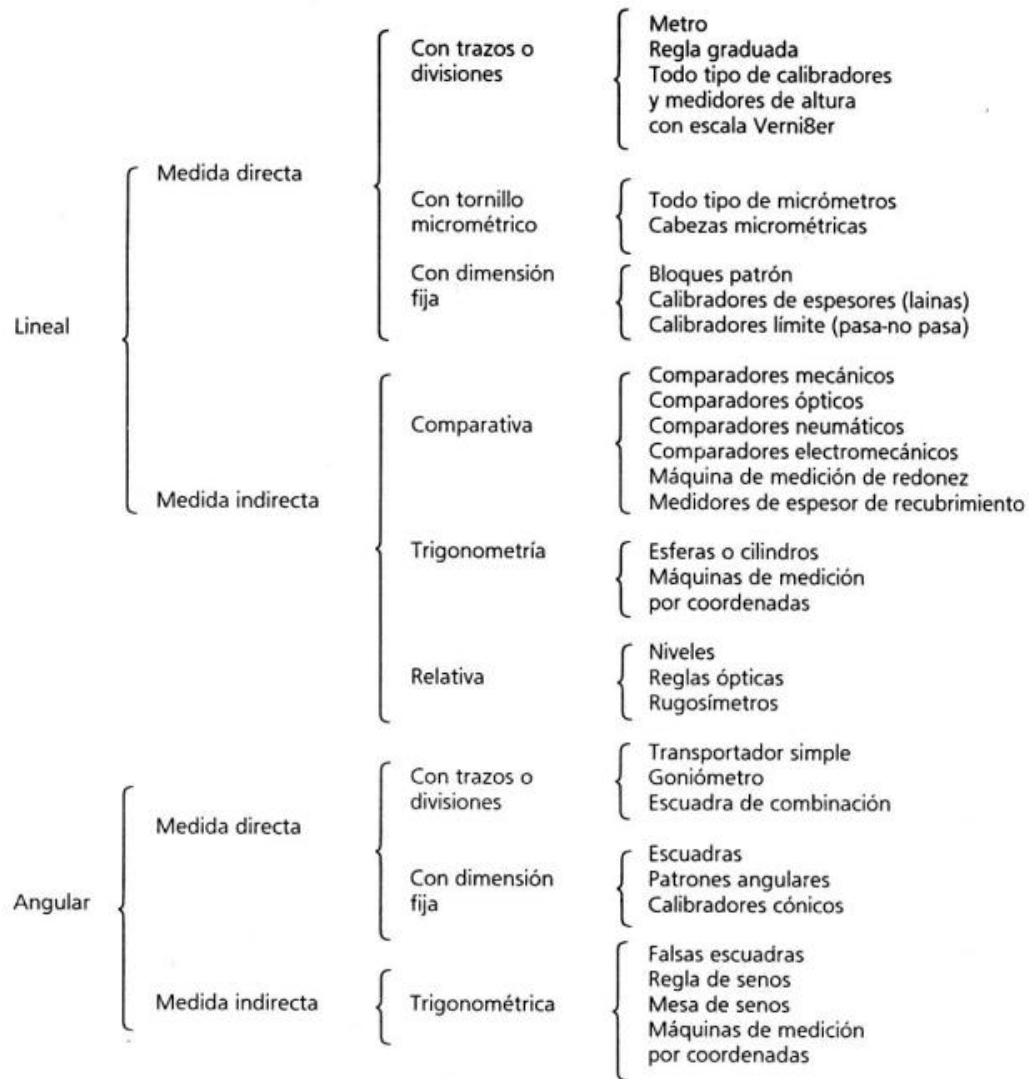 Lineal
Medida directa
Con trazos o
divisiones
Metro
Regla graduada
Todo tipo de calibradores
y medidores de altura
con escala Verni8er
Con tornillo
micrométrico
Todo tipo de micrómetros
Cabezas micrométricas
Con dimensión
fija
Bloques patrón
Calibradores de espesores (lainas)
Calibradores límite (pasa-no pasa)
Medida indirecta
Comparativa
Comparadores mecánicos
Comparadores ópticos
Comparadores neumáticos
Comparadores electromecánicos
Máquina de medición de redonez
Medidores de espesor de recubrimiento
Trigonometría
Esferas o cilindros
Máquinas de medición
por coordenadas
Relativa
Niveles
Reglas ópticas
Rugosímetros
Angular
Medida directa
Con trazos o
divisiones
Transportador simple
Goniómetro
Escuadra de combinación
Con dimensión
fija
Escuadras
Patrones angulares
Calibradores cónicos
Medida indirecta
Trigonométrica
Falsas escuadras
Regla de senos
Mesa de senos
Máquinas de medición
por coordenadas